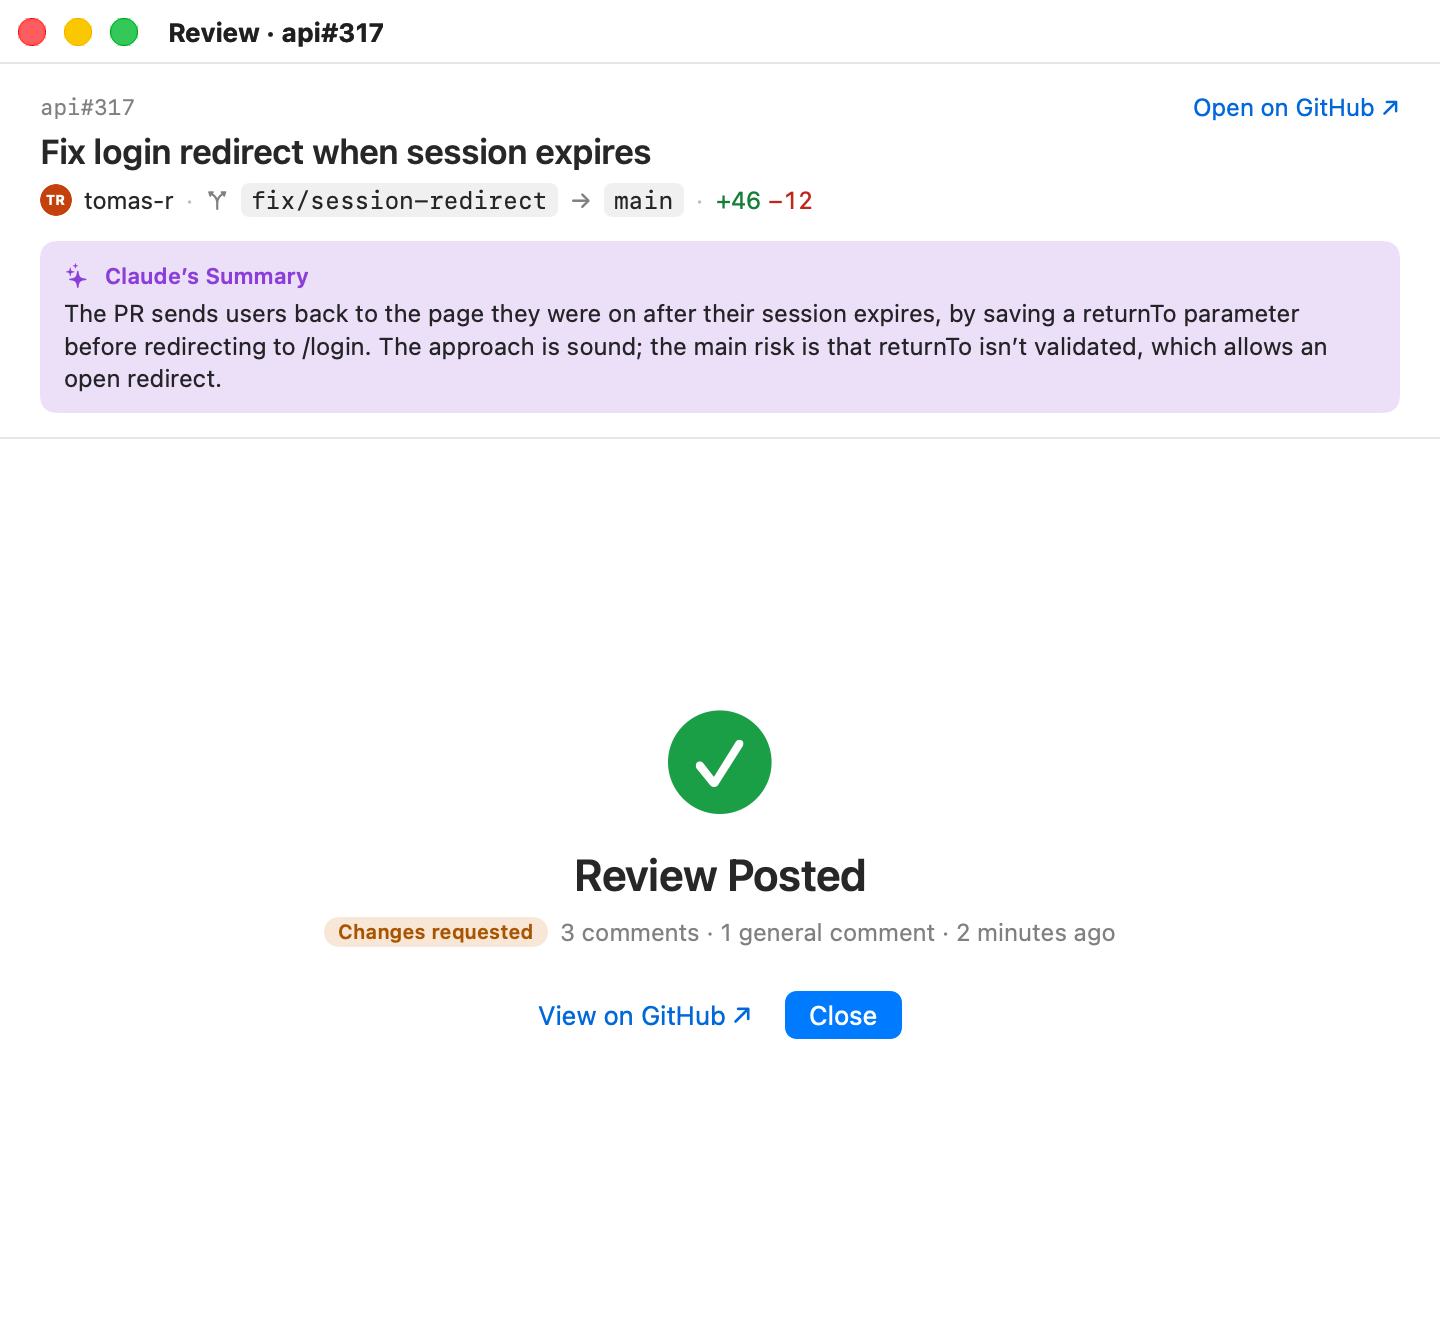 Review · api#317
api#317
Open on GitHub ↗
Fix login redirect when session expires
TR tomas-r · fix/session-redirect → main · +46 −12
Claude’s Summary
The PR sends users back to the page they were on after their session expires, by saving a returnTo parameter
before redirecting to /login. The approach is sound; the main risk is that returnTo isn’t validated, which allows an
open redirect.
Review Posted
Changes requested 3 comments · 1 general comment · 2 minutes ago
View on GitHub ↗ Close